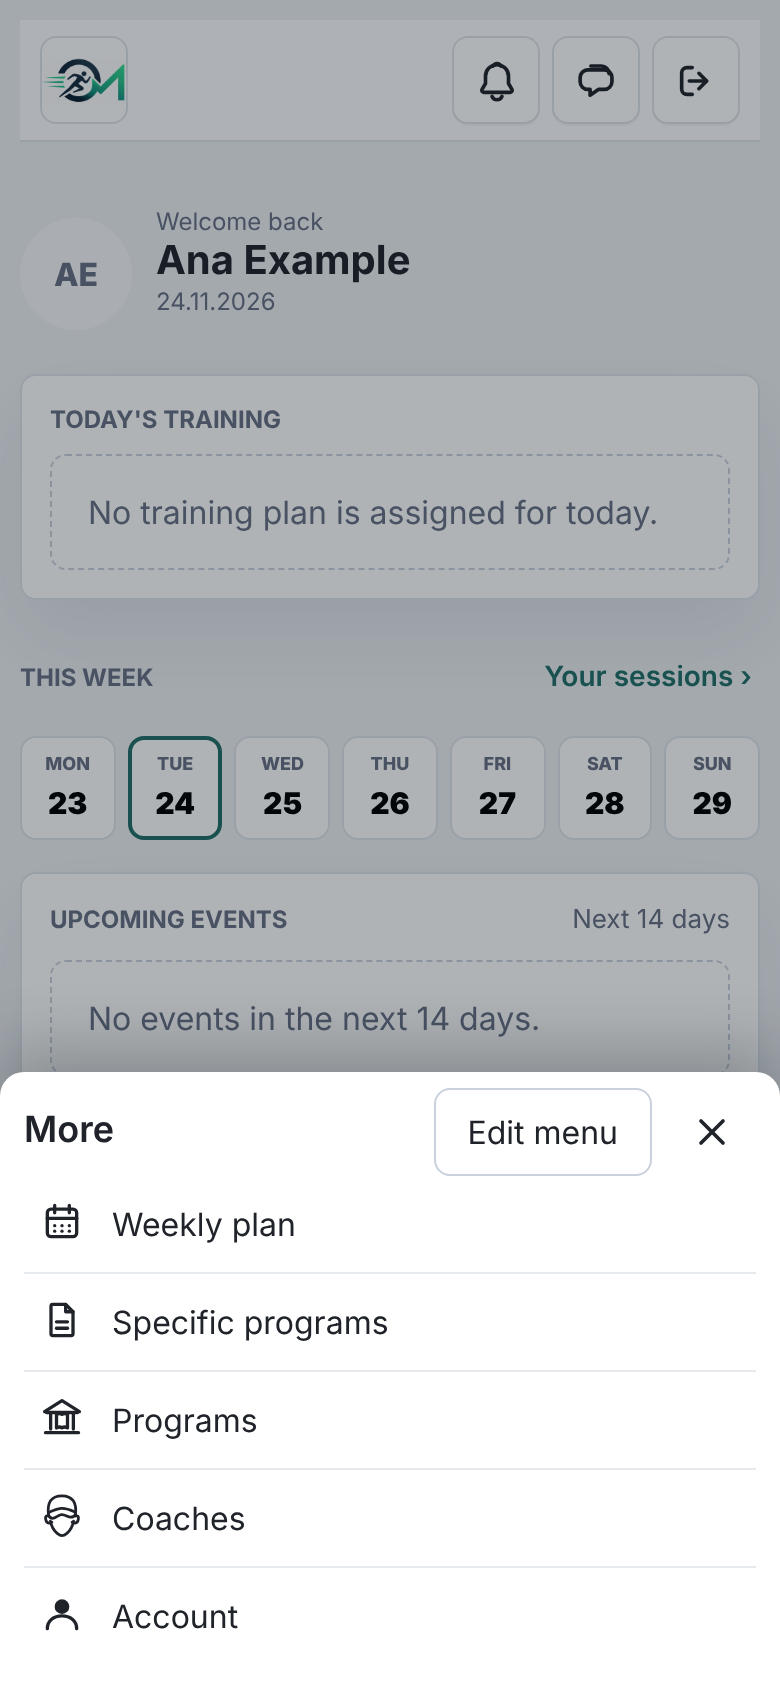 Welcome back
AE
Ana Example
24.11.2026
TODAY'S TRAINING
No training plan is assigned for today.
THIS WEEK
Your sessions ›
MON TUE WED THU FRI SAT SUN
23 24 25 26 27 28 29
UPCOMING EVENTS
Next 14 days
No events in the next 14 days.
More
Edit menu
Weekly plan
Specific programs
Programs
Coaches
Account